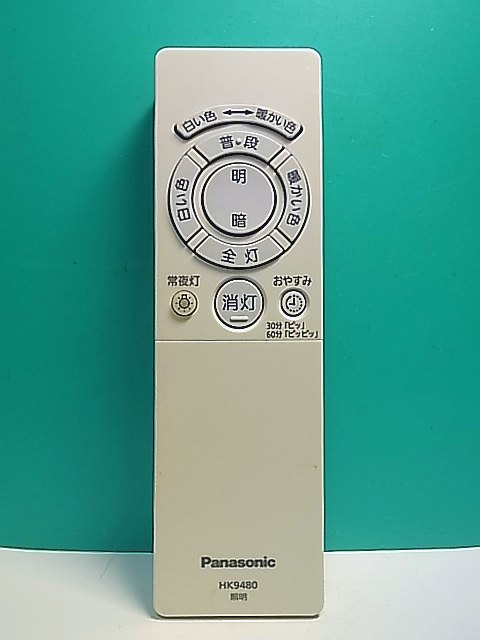 白い色 ⟷ 暖かい色
普・段
白い色
明
暗
暖かい色
全灯
常夜灯
消灯
おやすみ
30分「ピッ」
60分「ピッピッ」
Panasonic
HK9480
照明